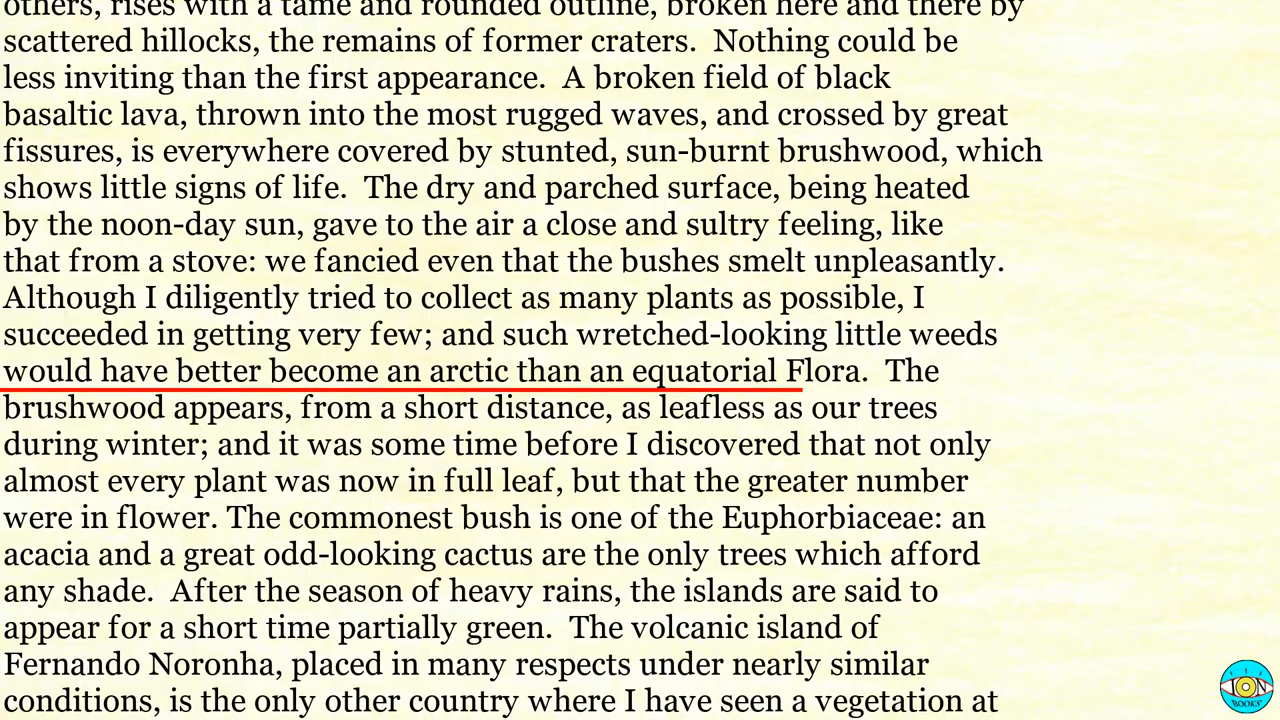 others, rises with a tame and rounded outline, broken here and there by
scattered hillocks, the remains of former craters.  Nothing could be
less inviting than the first appearance.  A broken field of black
basaltic lava, thrown into the most rugged waves, and crossed by great
fissures, is everywhere covered by stunted, sun-burnt brushwood, which
shows little signs of life.  The dry and parched surface, being heated
by the noon-day sun, gave to the air a close and sultry feeling, like
that from a stove: we fancied even that the bushes smelt unpleasantly.
Although I diligently tried to collect as many plants as possible, I
succeeded in getting very few; and such wretched-looking little weeds
would have better become an arctic than an equatorial Flora.  The
brushwood appears, from a short distance, as leafless as our trees
during winter; and it was some time before I discovered that not only
almost every plant was now in full leaf, but that the greater number
were in flower. The commonest bush is one of the Euphorbiaceae: an
acacia and a great odd-looking cactus are the only trees which afford
any shade.  After the season of heavy rains, the islands are said to
appear for a short time partially green.  The volcanic island of
Fernando Noronha, placed in many respects under nearly similar
conditions, is the only other country where I have seen a vegetation at
ION
BOOKS